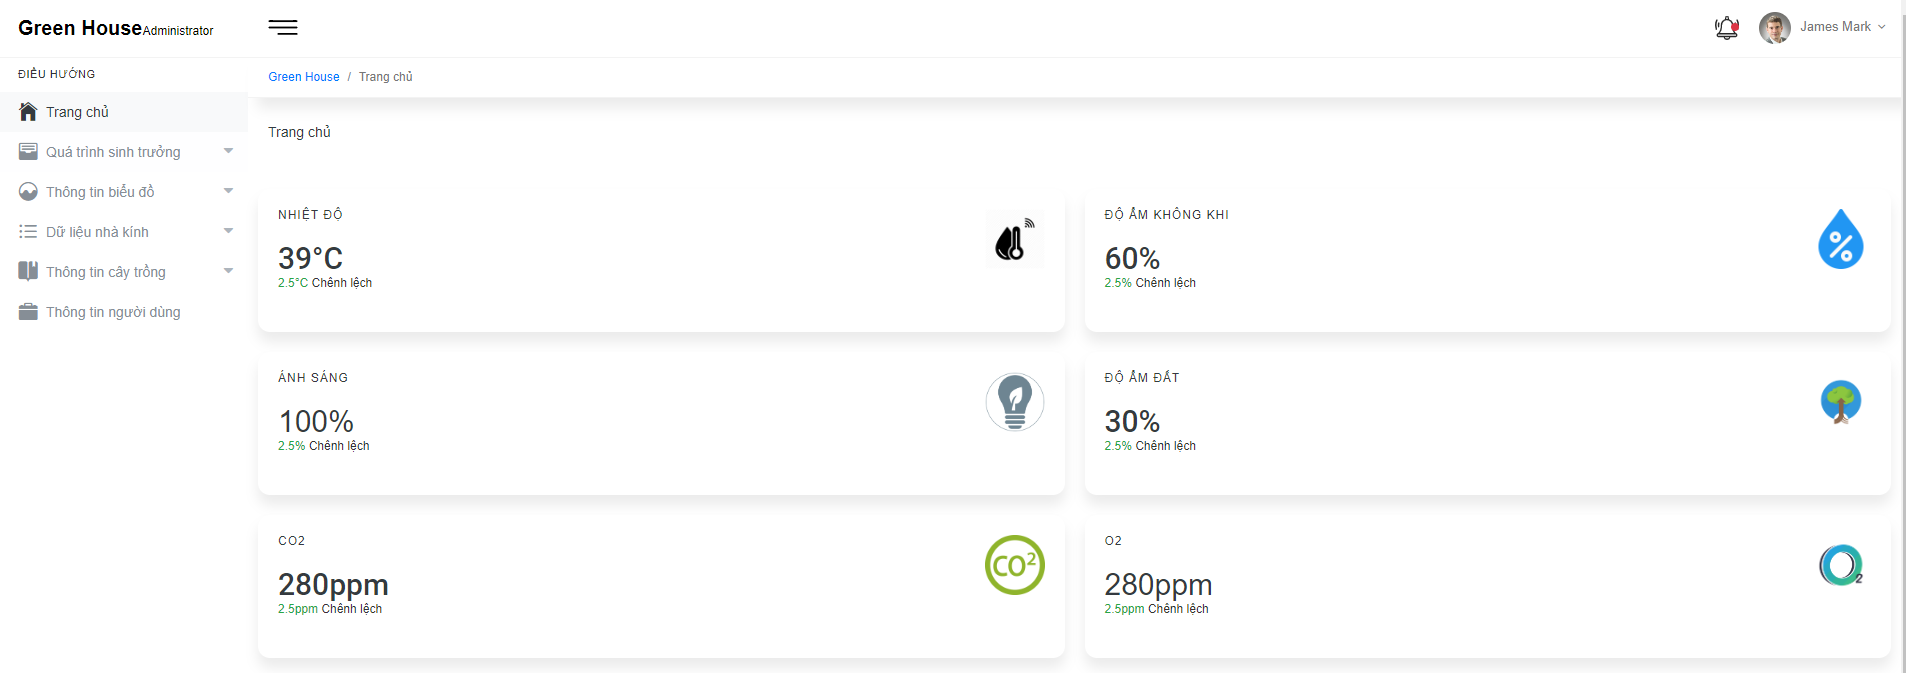 Green House Administrator
James Mark
ĐIỀU HƯỚNG
Green House / Trang chủ
Trang chủ
Quá trình sinh trưởng
Thông tin biểu đồ
Dữ liệu nhà kính
Thông tin cây trồng
Thông tin người dùng
Trang chủ
NHIỆT ĐỘ
39°C
2.5°C Chênh lệch
ĐỘ ẨM KHÔNG KHI
%
60%
2.5% Chênh lệch
ÁNH SÁNG
100%
2.5% Chênh lệch
ĐỘ ẨM ĐẤT
30%
2.5% Chênh lệch
CO2
CO²
280ppm
2.5ppm Chênh lệch
O2
O2
280ppm
2.5ppm Chênh lệch